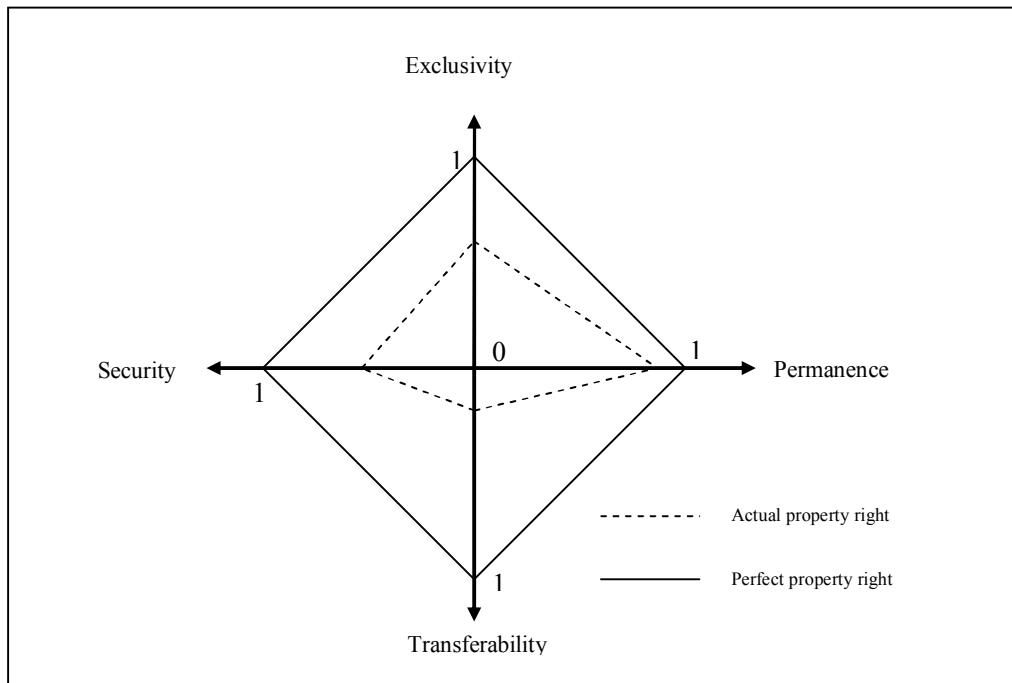 Exclusivity
1
0
1
Security
Permanence
1
Actual property right
Perfect property right
1
Transferability